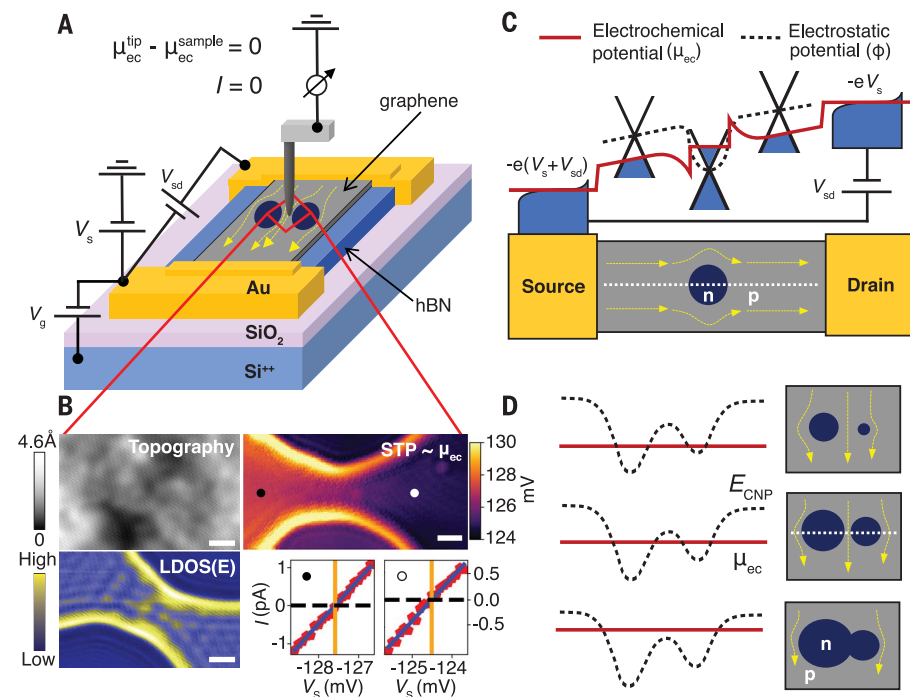 A
μ_ec^tip - μ_ec^sample = 0
I = 0
graphene
V_sd
V_s
V_g
Au
hBN
SiO₂
Si⁺⁺
B
4.6Å
0
Topography
STP ~ μ_ec
130
128
126
124
mV
High
Low
LDOS(E)
I (pA)
1
0
-1
0.5
0.0
-0.5
-128 -127
V_s (mV)
-125 -124
V_s (mV)
C
Electrochemical potential (μ_ec)
Electrostatic potential (ϕ)
-eV_s
-e(V_s+V_sd)
V_sd
Source
n
p
Drain
D
E_CNP
μ_ec
n
p